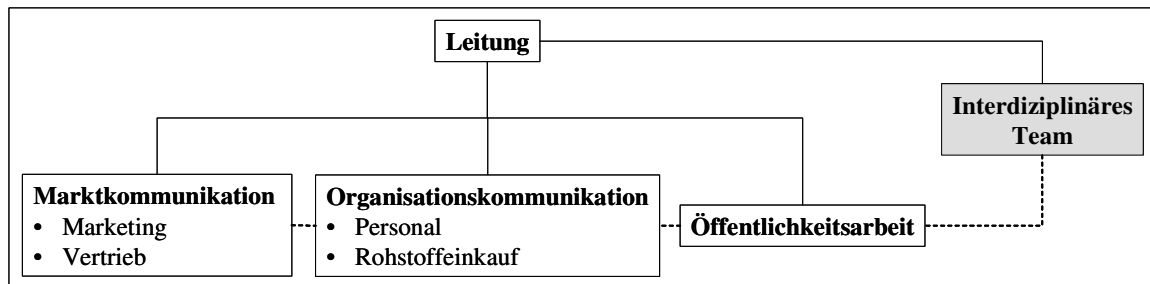 Leitung
Interdiziplinäres
Team
Marktkommunikation
• Marketing
• Vertrieb
Organisationskommunikation
• Personal
• Rohstoffeinkauf
Öffentlichkeitsarbeit